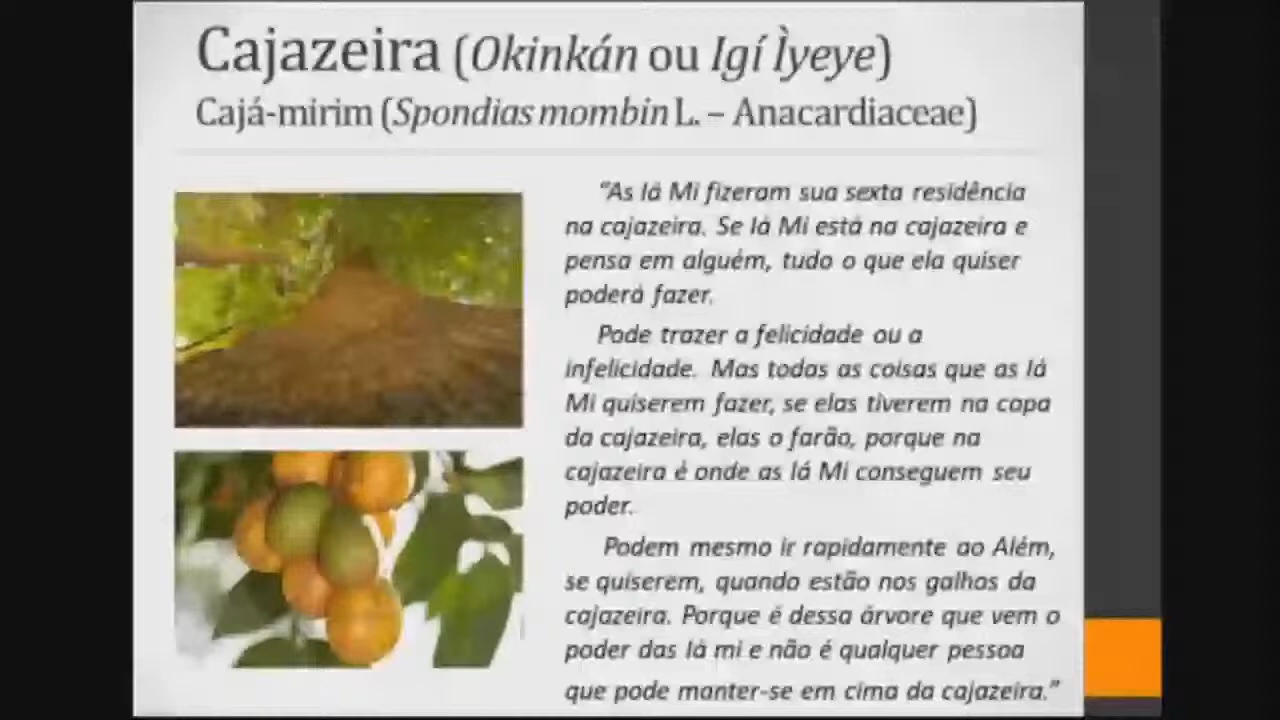 Cajazeira (Okinkán ou Igí Ìyeye)
Cajá-mirim (Spondias mombin L. – Anacardiaceae)
“As Iá Mi fizeram sua sexta residência
na cajazeira. Se Iá Mi está na cajazeira e
pensa em alguém, tudo o que ela quiser
poderá fazer.
Pode trazer a felicidade ou a
infelicidade. Mas todas as coisas que as Iá
Mi quiserem fazer, se elas tiverem na copa
da cajazeira, elas o farão, porque na
cajazeira é onde as Iá Mi conseguem seu
poder.
Podem mesmo ir rapidamente ao Além,
se quiserem, quando estão nos galhos da
cajazeira. Porque é dessa árvore que vem o
poder das Iá mi e não é qualquer pessoa
que pode manter-se em cima da cajazeira.”